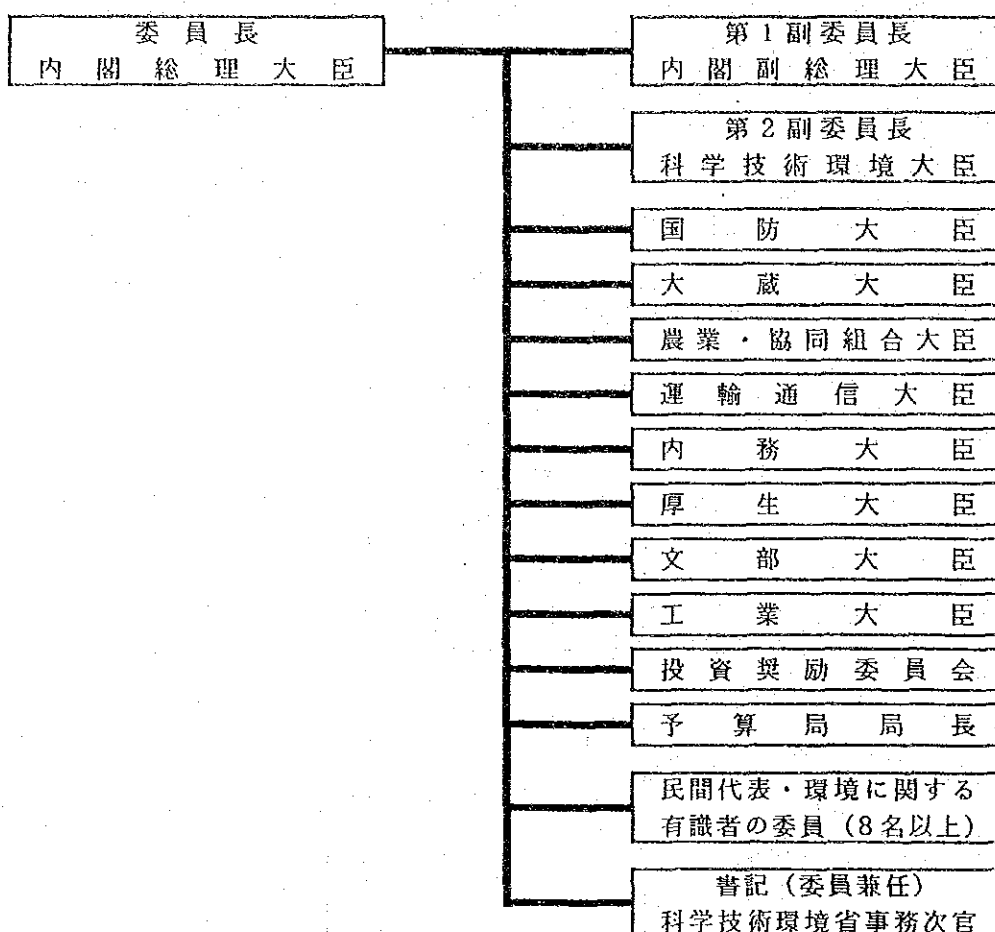 委員長
内閣総理大臣
第1副委員長
内閣副総理大臣
第2副委員長
科学技術環境大臣
国防大臣
大蔵大臣
農業・協同組合大臣
運輸通信大臣
内務大臣
厚生大臣
文部大臣
工業大臣
投資奨励委員会
予算局局長
民間代表・環境に関する
有識者の委員（8名以上）
書記（委員兼任）
科学技術環境省事務次官